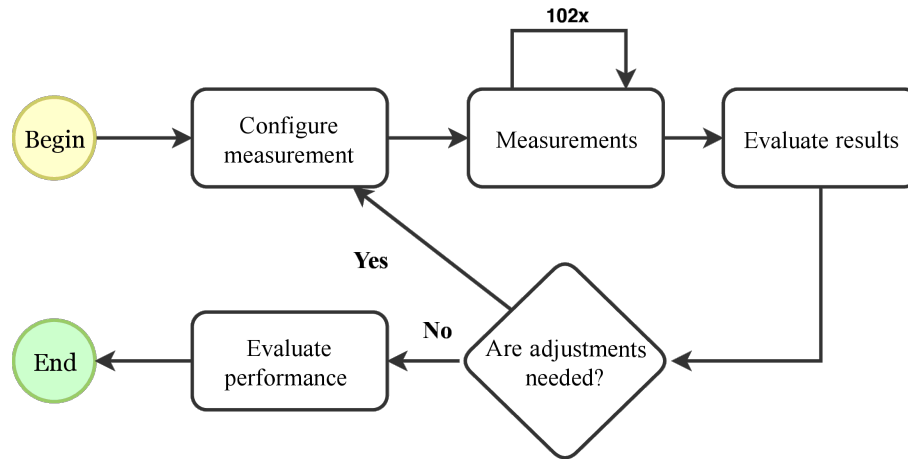 102x
Begin
Configure
measurement
Measurements
Evaluate results
Yes
No
Are adjustments
needed?
Evaluate
performance
End